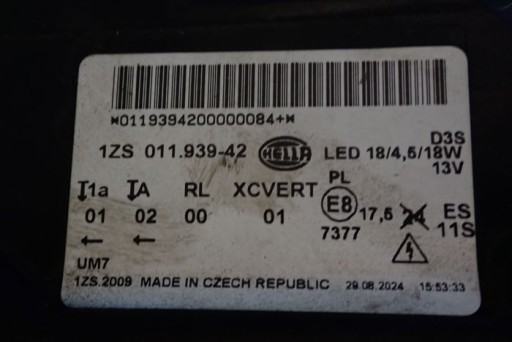 *0119394200000084+*
1ZS 011.939-42 HELLA LED 18/4,5/18W D3S
13V
1a A RL XCVERT PL
01 02 00 01 E8 17,5 24 ES
← ← 7377 11S
UM7
1ZS.2009 MADE IN CZECH REPUBLIC 29.08.2024 15:53:33